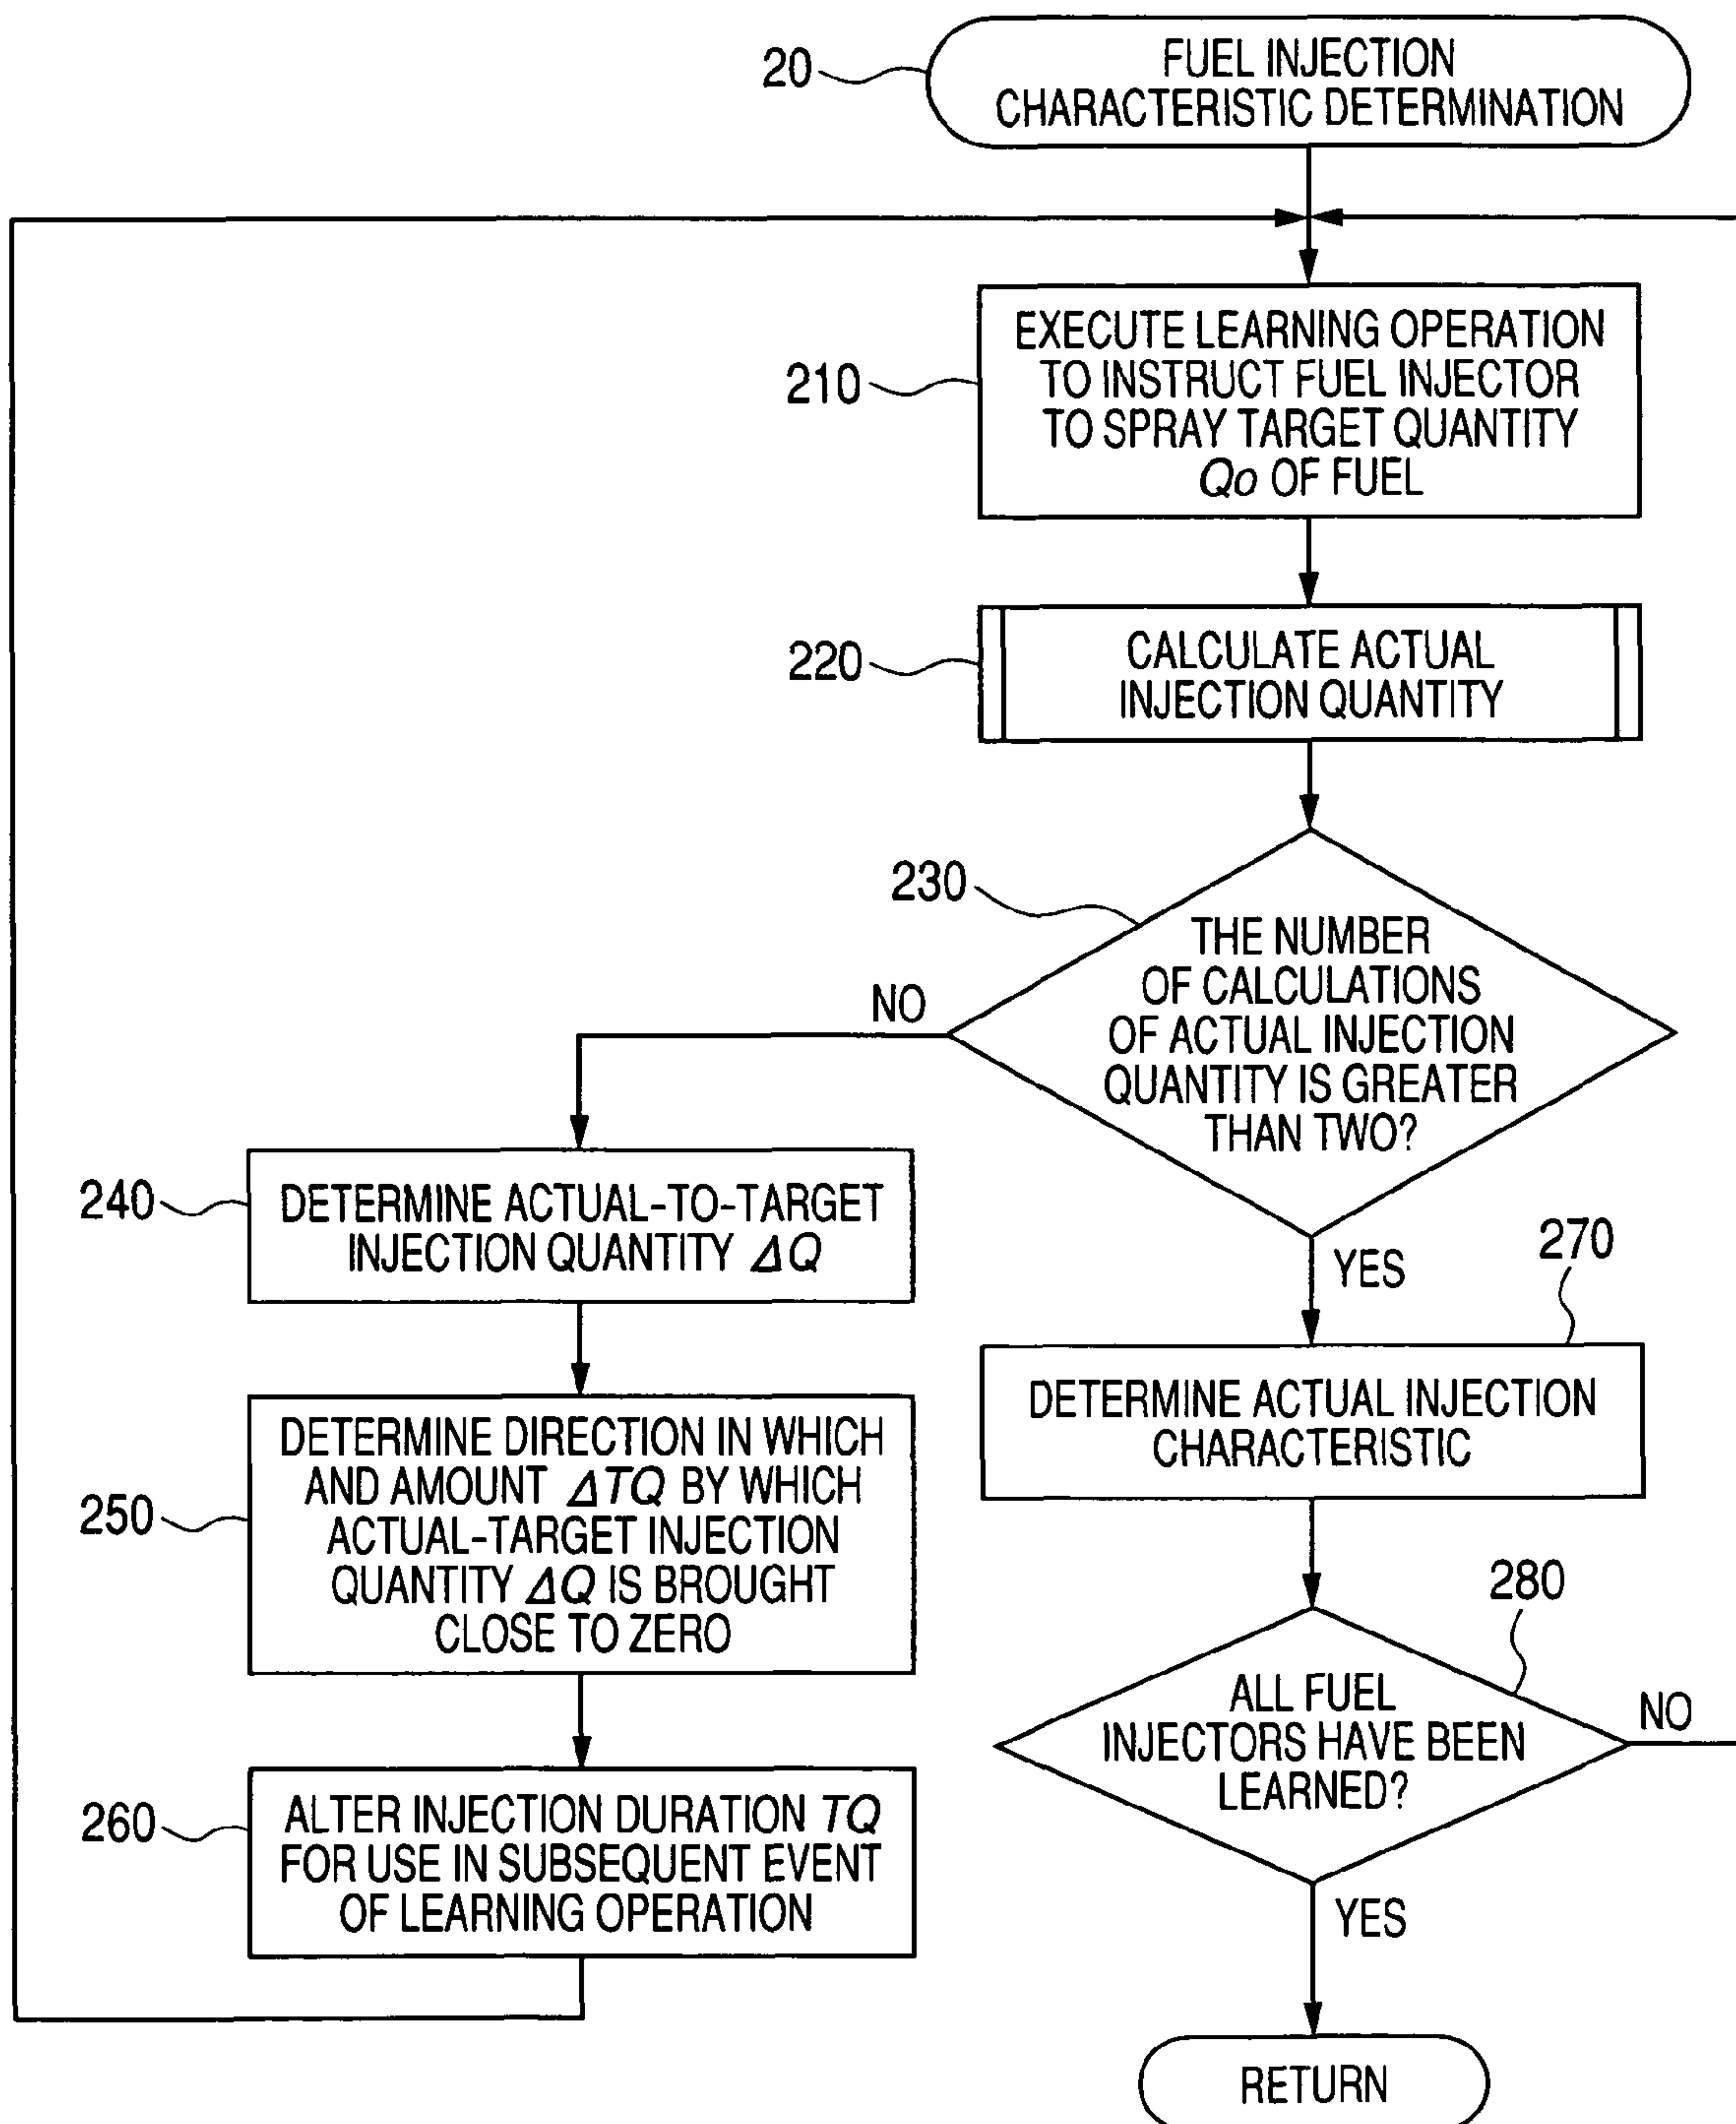 20
FUEL INJECTION
CHARACTERISTIC DETERMINATION
210
EXECUTE LEARNING OPERATION
TO INSTRUCT FUEL INJECTOR
TO SPRAY TARGET QUANTITY
Qo OF FUEL
220
CALCULATE ACTUAL
INJECTION QUANTITY
230
THE NUMBER
OF CALCULATIONS
OF ACTUAL INJECTION
QUANTITY IS GREATER
THAN TWO?
NO
YES
240
DETERMINE ACTUAL-TO-TARGET
INJECTION QUANTITY ΔQ
250
DETERMINE DIRECTION IN WHICH
AND AMOUNT ΔTQ BY WHICH
ACTUAL-TARGET INJECTION
QUANTITY ΔQ IS BROUGHT
CLOSE TO ZERO
260
ALTER INJECTION DURATION TQ
FOR USE IN SUBSEQUENT EVENT
OF LEARNING OPERATION
270
DETERMINE ACTUAL INJECTION
CHARACTERISTIC
280
ALL FUEL
INJECTORS HAVE BEEN
LEARNED?
NO
YES
RETURN